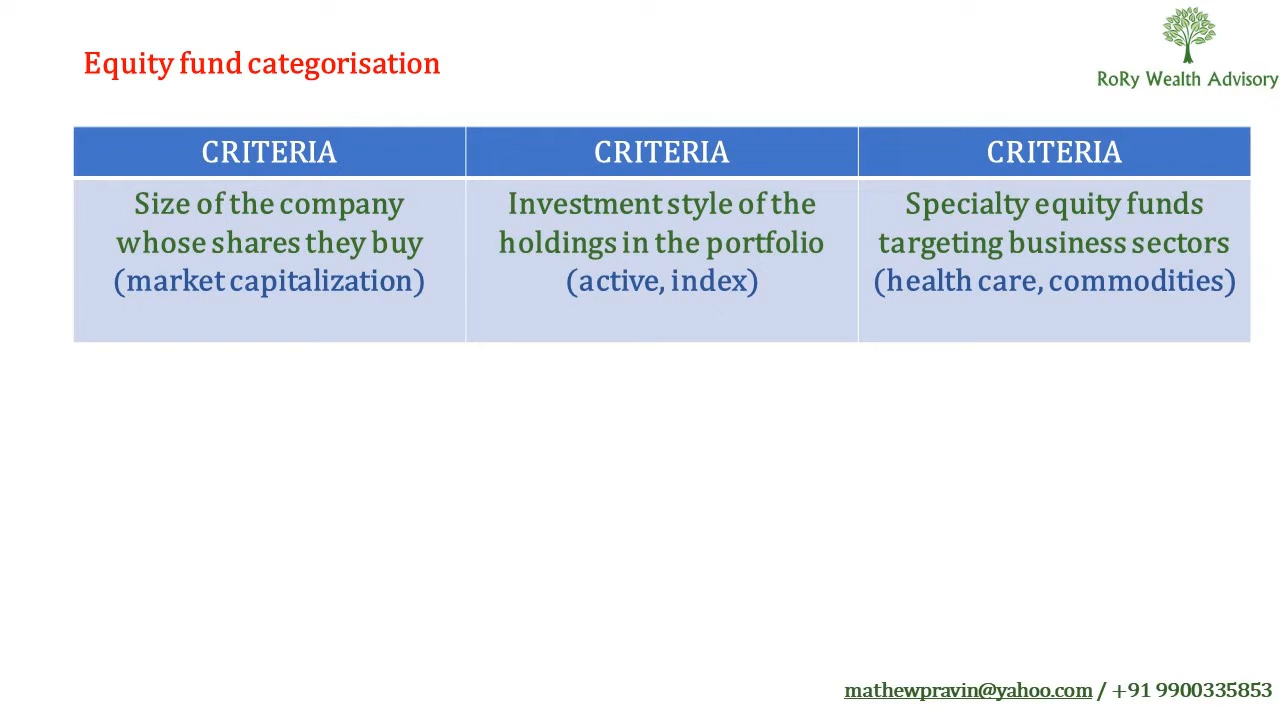 Equity fund categorisation
RoRy Wealth Advisory
CRITERIA
CRITERIA
CRITERIA
Size of the company
whose shares they buy
(market capitalization)
Investment style of the
holdings in the portfolio
(active, index)
Specialty equity funds
targeting business sectors
(health care, commodities)
mathewpravin@yahoo.com / +91 9900335853